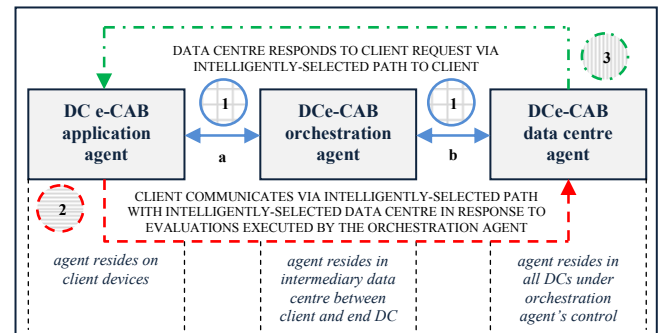 DATA CENTRE RESPONDS TO CLIENT REQUEST VIA
INTELLIGENTLY-SELECTED PATH TO CLIENT
3
DC e-CAB
application
agent
1
a
DCe-CAB
orchestration
agent
1
b
DCe-CAB
data centre
agent
2
CLIENT COMMUNICATES VIA INTELLIGENTLY-SELECTED PATH
WITH INTELLIGENTLY-SELECTED DATA CENTRE IN RESPONSE TO
EVALUATIONS EXECUTED BY THE ORCHESTRATION AGENT
agent resides on
client devices
agent resides in
intermediary data
centre between
client and end DC
agent resides in
all DCs under
orchestration
agent's control